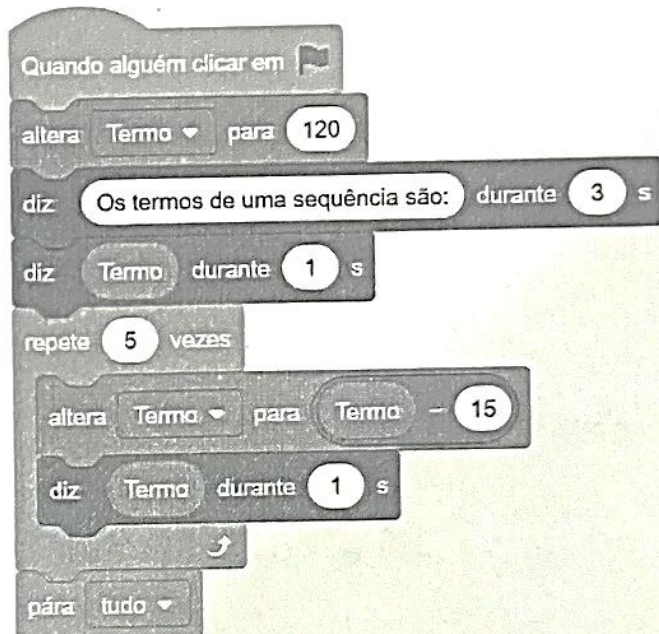 Quando alguém clicar em
altera Termo para 120
diz Os termos de uma sequência são: durante 3 s
diz Termo durante 1 s
repete 5 vezes
altera Termo para Termo - 15
diz Termo durante 1 s
pára tudo